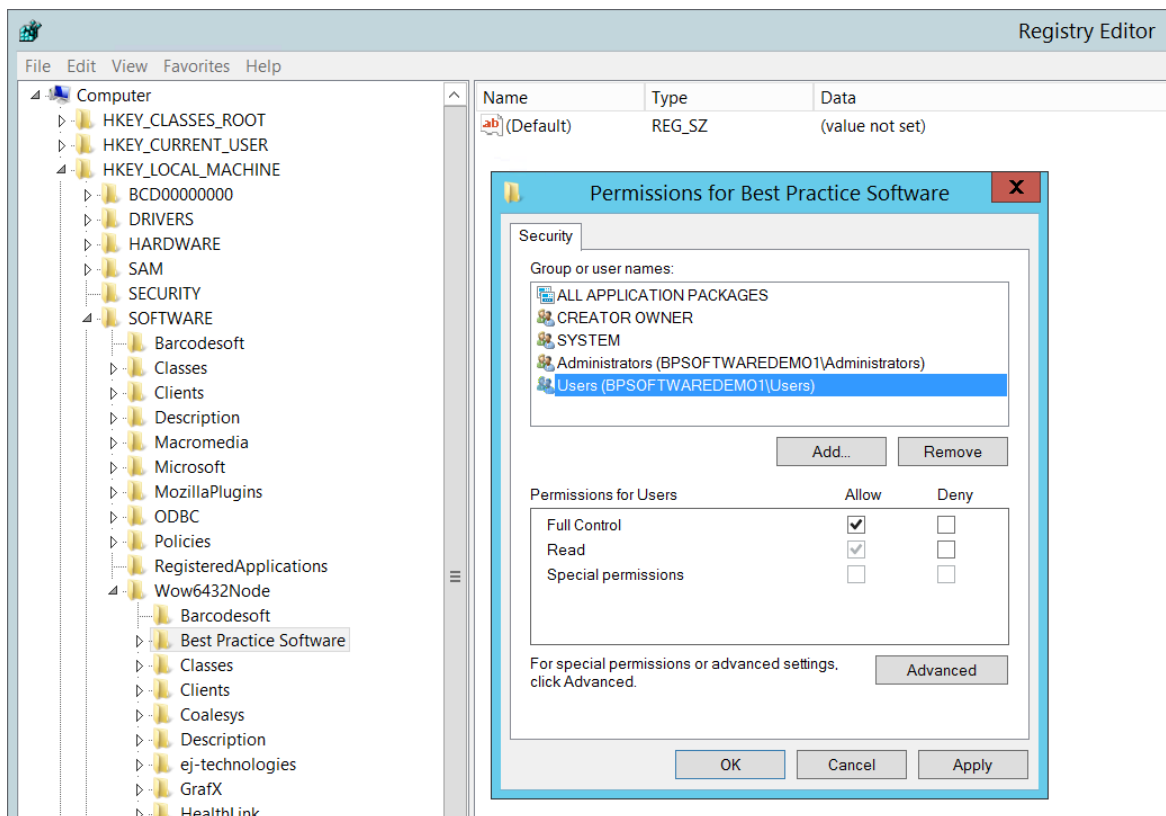 Registry Editor
File Edit View Favorites Help
Computer
HKEY_CLASSES_ROOT
HKEY_CURRENT_USER
HKEY_LOCAL_MACHINE
BCD00000000
DRIVERS
HARDWARE
SAM
SECURITY
SOFTWARE
Barcodesoft
Classes
Clients
Description
Macromedia
Microsoft
MozillaPlugins
ODBC
Policies
RegisteredApplications
Wow6432Node
Barcodesoft
Best Practice Software
Classes
Clients
Coalesys
Description
ej-technologies
GrafX
HealthLink
Name Type Data
ab (Default) REG_SZ (value not set)
Permissions for Best Practice Software X
Security
Group or user names:
ALL APPLICATION PACKAGES
CREATOR OWNER
SYSTEM
Administrators (BPSOFTWAREDEMO1\Administrators)
Users (BPSOFTWAREDEMO1\Users)
Add... Remove
Permissions for Users Allow Deny
Full Control
Read
Special permissions
For special permissions or advanced settings,
click Advanced.
Advanced
OK Cancel Apply